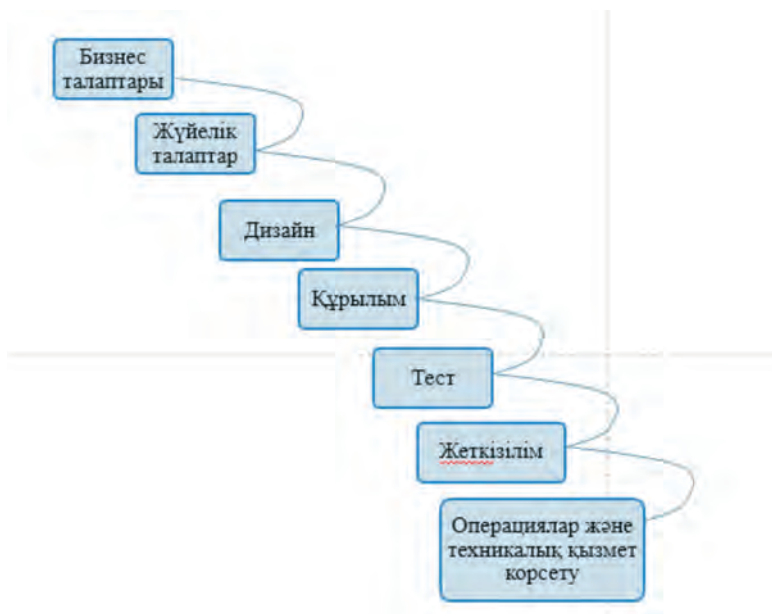 Бизнес
талаптары
Жүйелік
талаптар
Дизайн
Құрылым
Тест
Жеткізілім
Операциялар және
техникалық қызмет
корсету